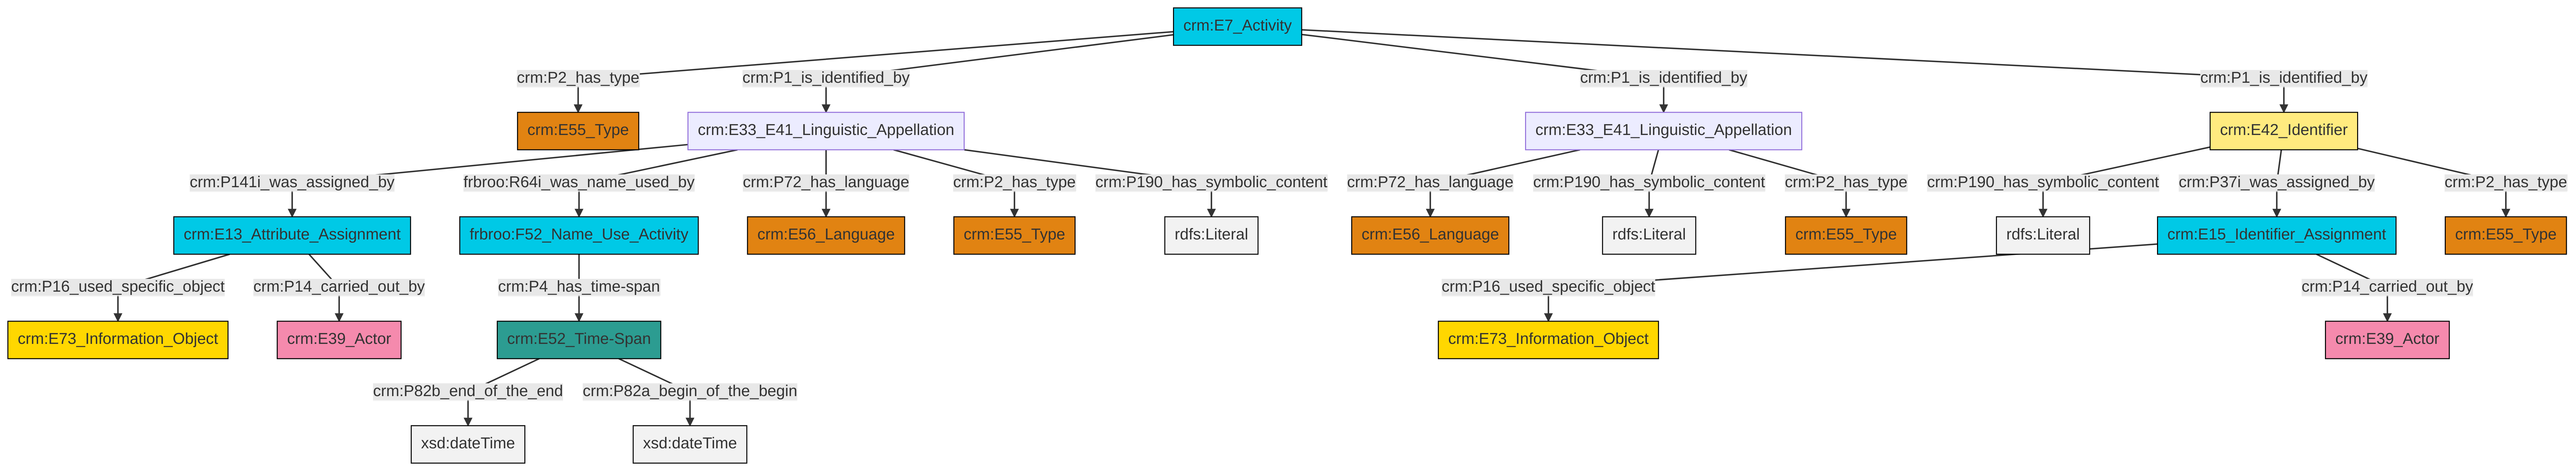 crm:E7_Activity
crm:P2_has_type
crm:P1_is_identified_by
crm:P1_is_identified_by
crm:P1_is_identified_by
crm:E55_Type
crm:E33_E41_Linguistic_Appellation
crm:E33_E41_Linguistic_Appellation
crm:E42_Identifier
crm:P141i_was_assigned_by
frbroo:R64i_was_name_used_by
crm:P72_has_language
crm:P2_has_type
crm:P190_has_symbolic_content
crm:P72_has_language
crm:P190_has_symbolic_content
crm:P2_has_type
crm:P190_has_symbolic_content
crm:P37i_was_assigned_by
crm:P2_has_type
crm:E13_Attribute_Assignment
frbroo:F52_Name_Use_Activity
crm:E56_Language
crm:E55_Type
rdfs:Literal
crm:E56_Language
rdfs:Literal
crm:E55_Type
rdfs:Literal
crm:E15_Identifier_Assignment
crm:E55_Type
crm:P16_used_specific_object
crm:P14_carried_out_by
crm:P4_has_time-span
crm:P16_used_specific_object
crm:P14_carried_out_by
crm:E73_Information_Object
crm:E39_Actor
crm:E52_Time-Span
crm:E73_Information_Object
crm:E39_Actor
crm:P82b_end_of_the_end
crm:P82a_begin_of_the_begin
xsd:dateTime
xsd:dateTime